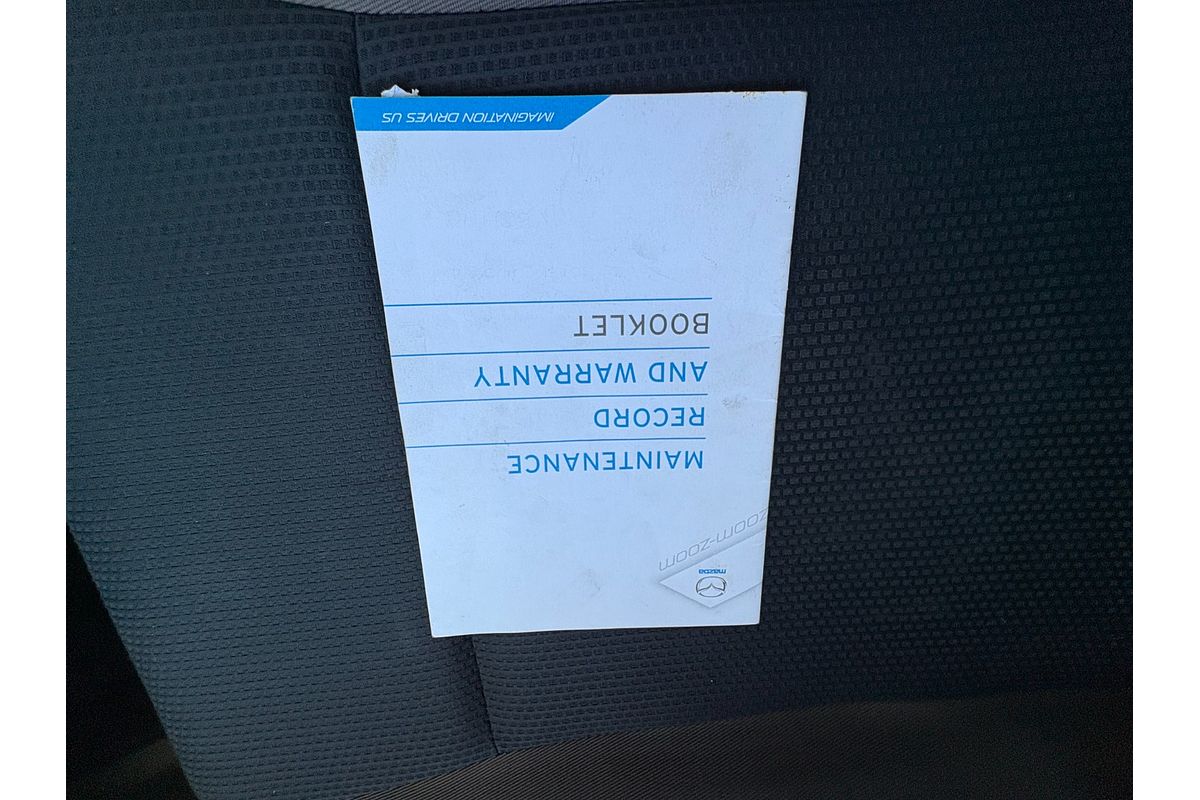 mazda
zoom-zoom
MAINTENANCE
RECORD
AND WARRANTY
BOOKLET
IMAGINATION DRIVES US